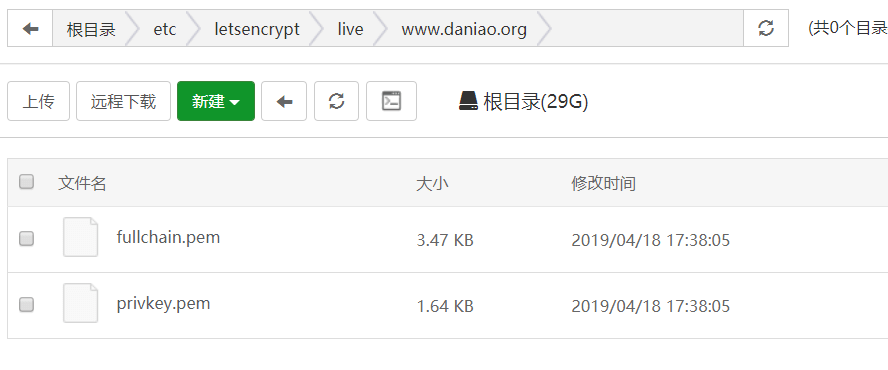 根目录 etc letsencrypt live www.daniao.org (共0个目录
上传 远程下载 新建 根目录(29G)
文件名 大小 修改时间
fullchain.pem 3.47 KB 2019/04/18 17:38:05
privkey.pem 1.64 KB 2019/04/18 17:38:05